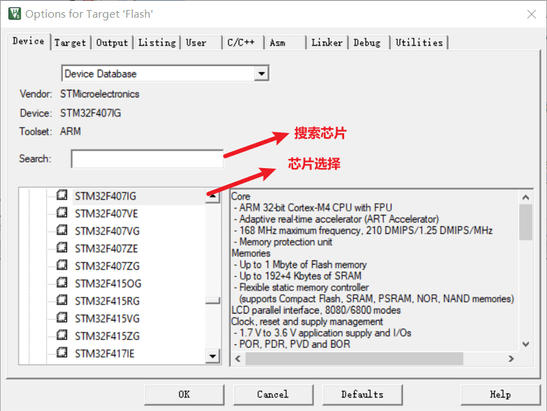 Options for Target 'Flash'
Device Target Output Listing User C/C++ Asm Linker Debug Utilities
Device Database
Vendor: STMicroelectronics
Device: STM32F407IG
Toolset: ARM
Search:
搜索芯片
芯片选择
STM32F407IG
STM32F407VE
STM32F407VG
STM32F407ZE
STM32F407ZG
STM32F415OG
STM32F415RG
STM32F415VG
STM32F415ZG
STM32F417IE
Core
- ARM 32-bit Cortex-M4 CPU with FPU
- Adaptive real-time accelerator (ART Accelerator)
- 168 MHz maximum frequency, 210 DMIPS/1.25 DMIPS/MHz
- Memory protection unit
Memories
- Up to 1 Mbyte of Flash memory
- Up to 192+4 Kbytes of SRAM
- Flexible static memory controller
(supports Compact Flash, SRAM, PSRAM, NOR, NAND memories)
LCD parallel interface, 8080/6800 modes
Clock, reset and supply management
- 1.7 V to 3.6 V application supply and I/Os
- POR, PDR, PVD and BOR
OK Cancel Defaults Help